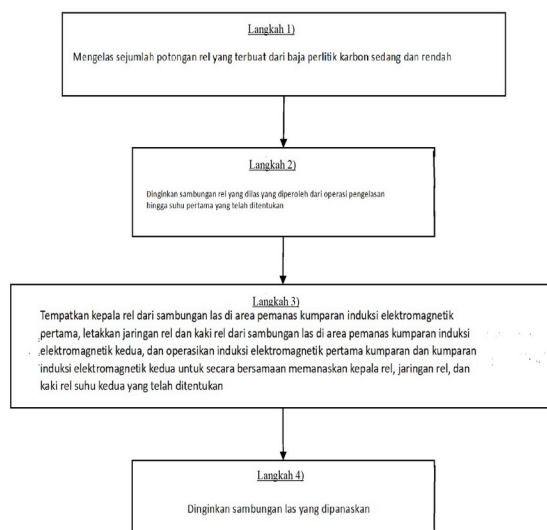 Langkah 1)
Mengelas sejumlah potongan rel yang terbuat dari baja perlitik karbon sedang dan rendah
Langkah 2)
Dinginkan sambungan rel yang dilas yang diperoleh dari operasi pengelasan
hingga suhu pertama yang telah ditentukan
Langkah 3)
Tempatkan kepala rel dari sambungan las di area pemanas kumparan induksi elektromagnetik
pertama, letakkan jaringan rel dan kaki rel dari sambungan las di area pemanas kumparan induksi
elektromagnetik kedua, dan operasikan induksi elektromagnetik pertama kumparan dan kumparan
induksi elektromagnetik kedua untuk secara bersamaan memanaskan kepala rel, jaringan rel, dan
kaki rel suhu kedua yang telah ditentukan
Langkah 4)
Dinginkan sambungan las yang dipanaskan